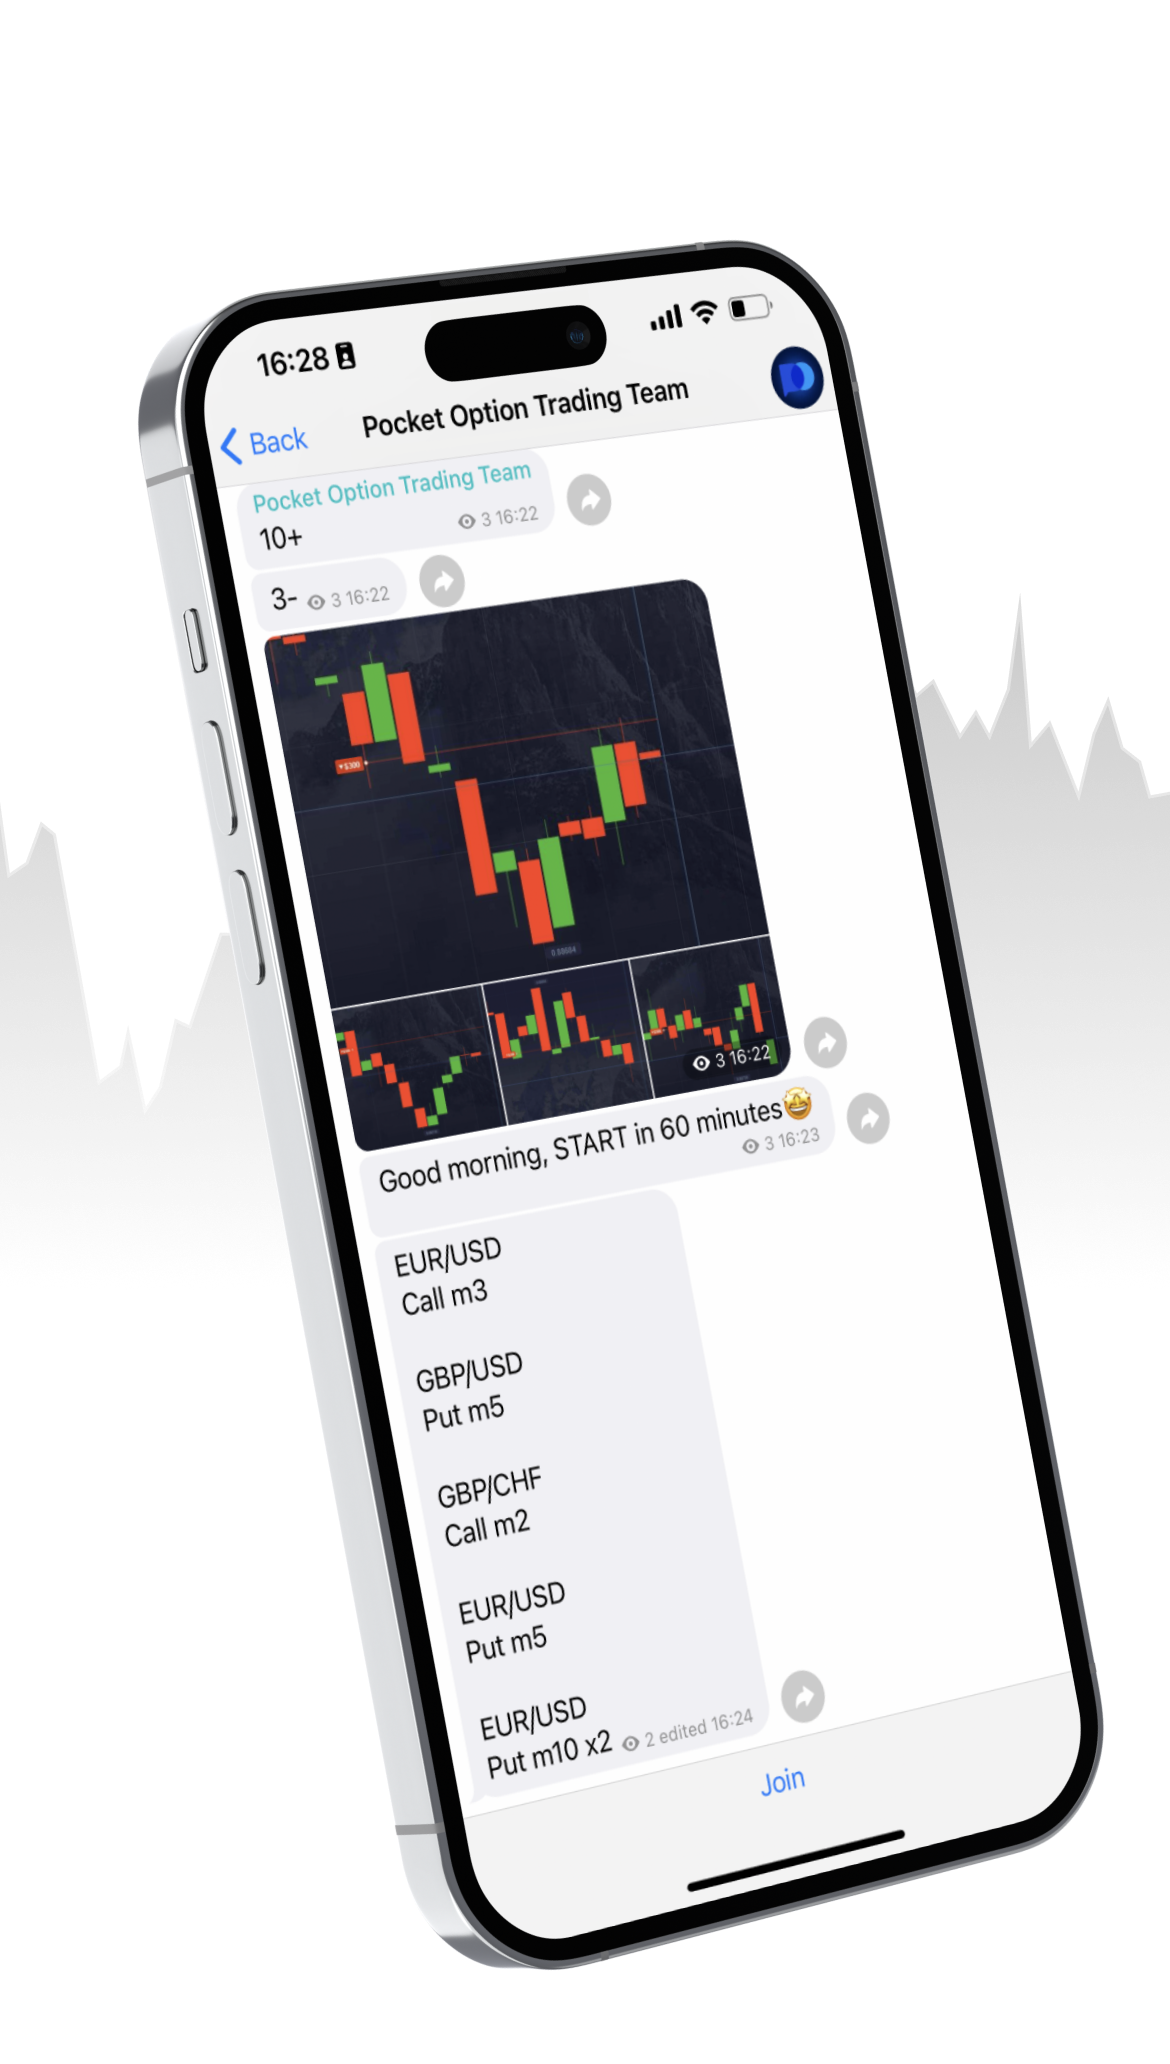 16:28
Back
Pocket Option Trading Team
Pocket Option Trading Team
10+
3 16:22
3-
3 16:22
▼$300
0.88684
3 16:22
Good morning, START in 60 minutes🤩
3 16:23
EUR/USD
Call m3
GBP/USD
Put m5
GBP/CHF
Call m2
EUR/USD
Put m5
EUR/USD
Put m10 x2
2 edited 16:24
Join